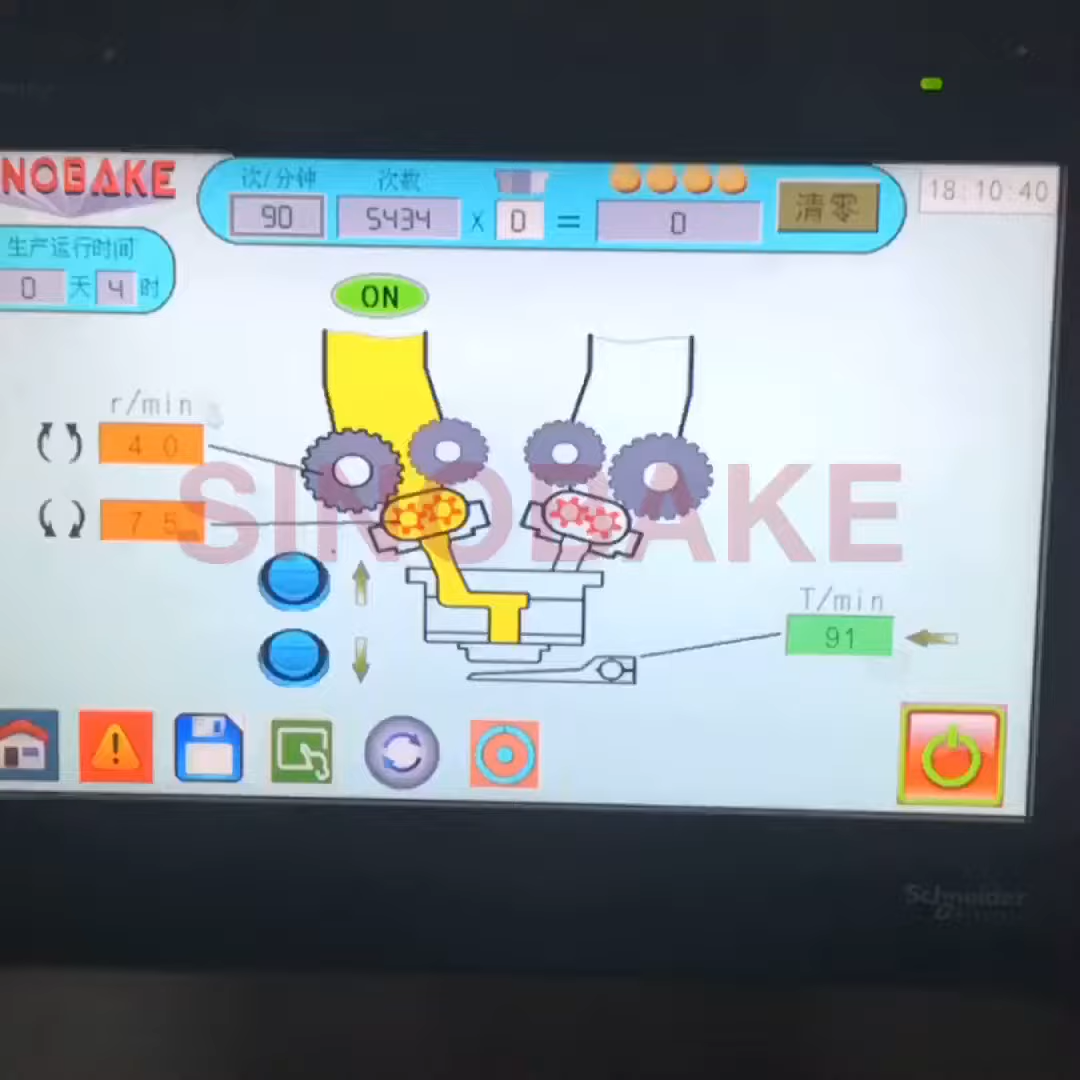 NOBAKE
次/分钟 次数
90 5434 X 0 = 0 清零
18:10:40
生产运行时间
0 天 4 时
ON
r/min
40
75
SINOBAKE
T/min
91
Schneider